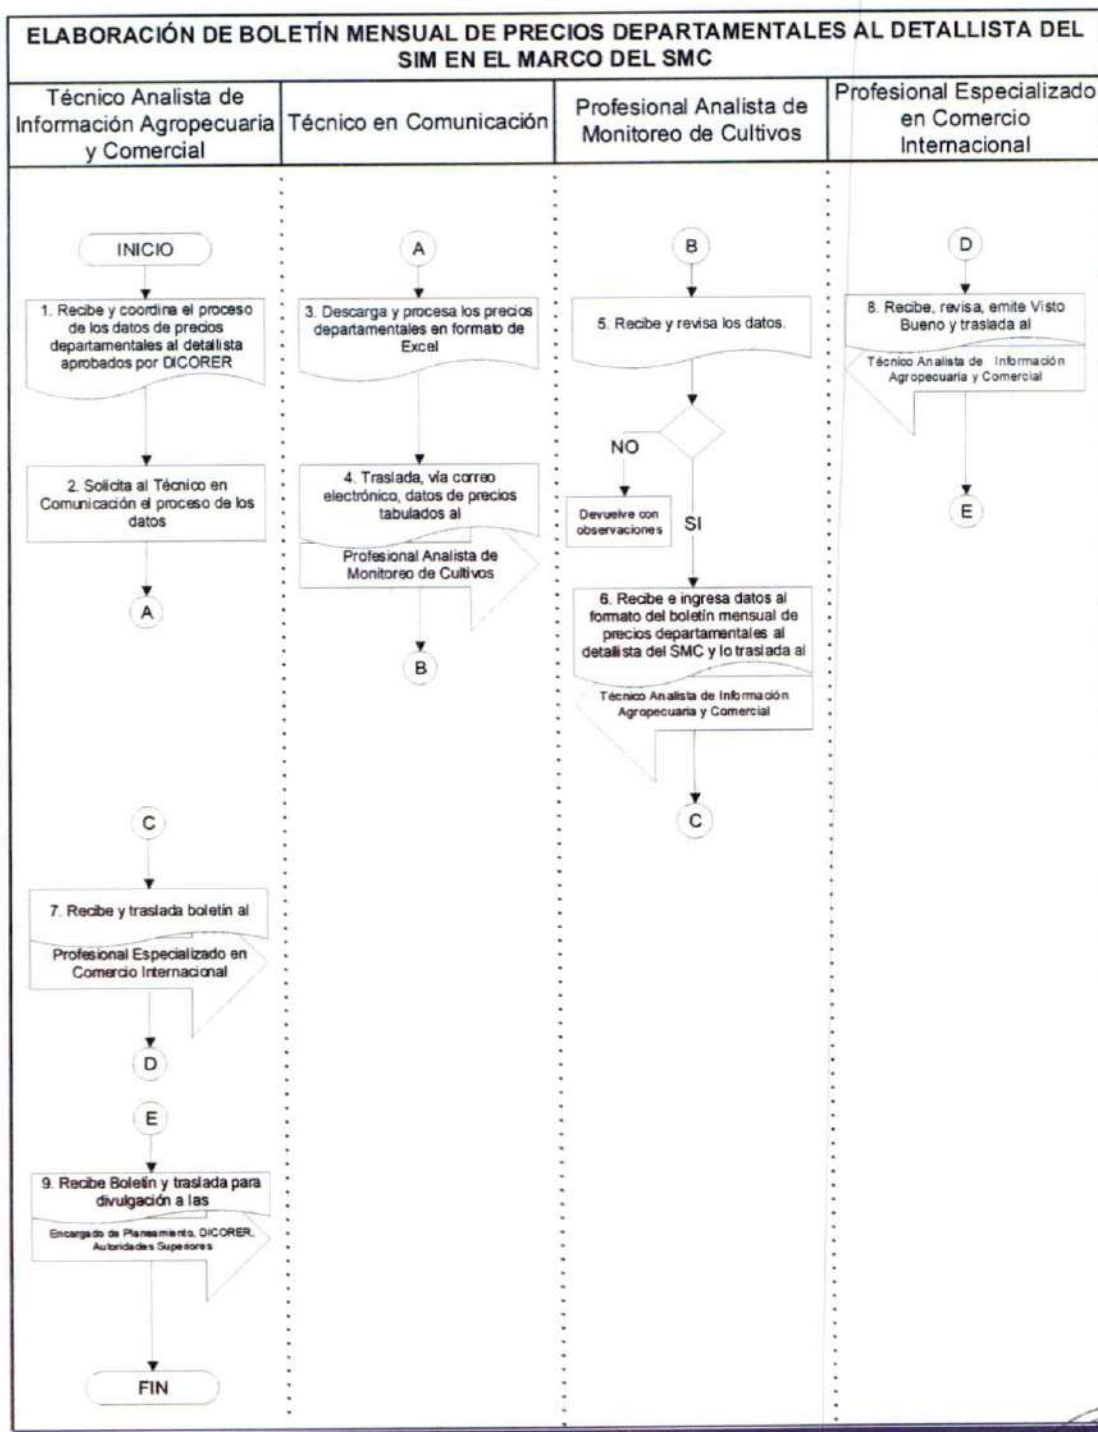 ELABORACIÓN DE BOLETÍN MENSUAL DE PRECIOS DEPARTAMENTALES AL DETALLISTA DEL
SIM EN EL MARCO DEL SMC
Técnico Analista de
Información Agropecuaria
y Comercial
Técnico en Comunicación
Profesional Analista de
Monitoreo de Cultivos
Profesional Especializado
en Comercio
Internacional
INICIO
1. Recibe y coordina el proceso
de los datos de precios
departamentales al detallista
aprobados por DICORER
2. Solicita al Técnico en
Comunicación el proceso de los
datos
A
C
7. Recibe y traslada boletín al
Profesional Especializado en
Comercio Internacional
D
E
9. Recibe Boletín y traslada para
divulgación a las
Encargado de Planeamiento, DICORER,
Autoridades Superiores
FIN
A
3. Descarga y procesa los precios
departamentales en formato de
Excel
4. Traslada, vía correo
electrónico, datos de precios
tabulados al
Profesional Analista de
Monitoreo de Cultivos
B
B
5. Recibe y revisa los datos.
NO
Devuelve con
observaciones
SI
6. Recibe e ingresa datos al
formato del boletín mensual de
precios departamentales al
detallista del SMC y lo traslada al
Técnico Analista de Información
Agropecuaria y Comercial
C
D
8. Recibe, revisa, emite Visto
Bueno y traslada al
Técnico Analista de Información
Agropecuaria y Comercial
E